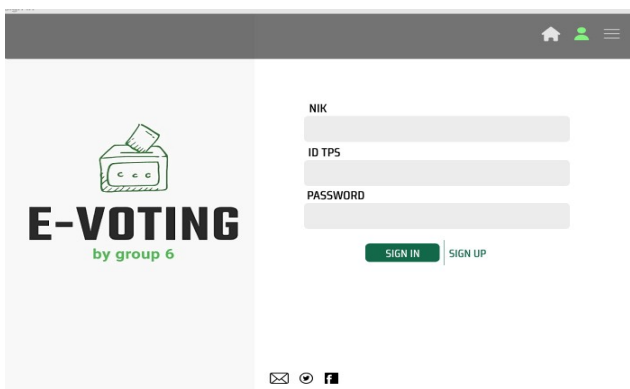 NIK
ID TPS
PASSWORD
E-VOTING
by group 6
SIGN IN
SIGN UP